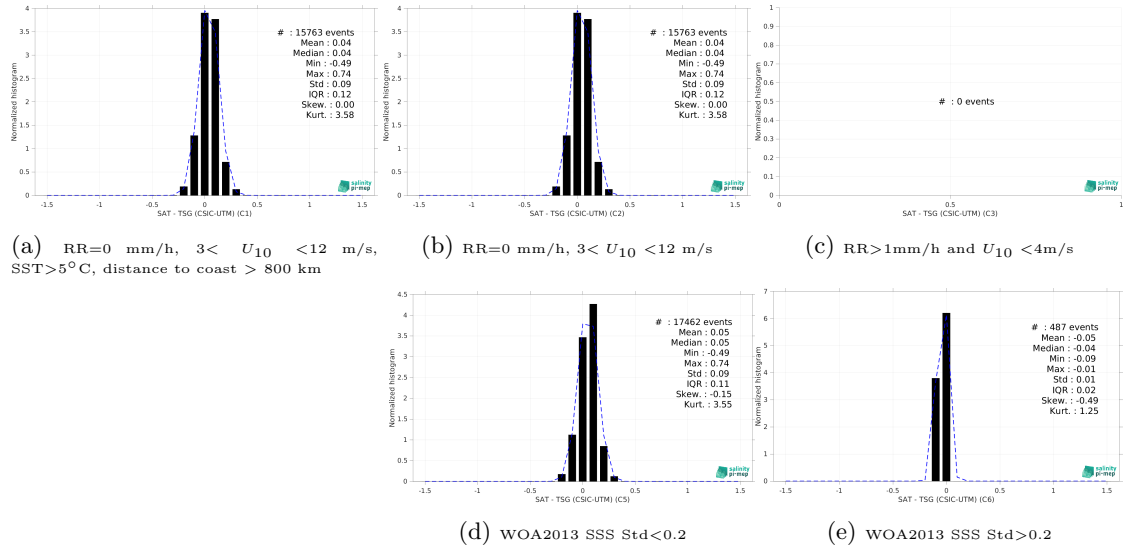 Normalized histogram
4
3.5
3
2.5
2
1.5
1
0.5
0
# : 15763 events
Mean : 0.04
Median : 0.04
Min : -0.49
Max : 0.74
Std : 0.09
IQR : 0.12
Skew. : 0.00
Kurt. : 3.58
salinity
pi-mep
-1.5 -1 -0.5 0 0.5 1 1.5
SAT - TSG (CSIC-UTM) (C1)
(a) RR=0 mm/h, 3< U10 <12 m/s,
SST>5°C, distance to coast > 800 km
Normalized histogram
4
3.5
3
2.5
2
1.5
1
0.5
0
# : 15763 events
Mean : 0.04
Median : 0.04
Min : -0.49
Max : 0.74
Std : 0.09
IQR : 0.12
Skew. : 0.00
Kurt. : 3.58
salinity
pi-mep
-1.5 -1 -0.5 0 0.5 1 1.5
SAT - TSG (CSIC-UTM) (C2)
(b) RR=0 mm/h, 3< U10 <12 m/s
Normalized histogram
1
0.9
0.8
0.7
0.6
0.5
0.4
0.3
0.2
0.1
0
# : 0 events
salinity
pi-mep
0 0.5 1
SAT - TSG (CSIC-UTM) (C3)
(c) RR>1mm/h and U10 <4m/s
Normalized histogram
4.5
4
3.5
3
2.5
2
1.5
1
0.5
0
# : 17462 events
Mean : 0.05
Median : 0.05
Min : -0.49
Max : 0.74
Std : 0.09
IQR : 0.11
Skew. : -0.15
Kurt. : 3.55
salinity
pi-mep
-1.5 -1 -0.5 0 0.5 1 1.5
SAT - TSG (CSIC-UTM) (C5)
(d) WOA2013 SSS Std<0.2
Normalized histogram
7
6
5
4
3
2
1
0
# : 487 events
Mean : -0.05
Median : -0.04
Min : -0.09
Max : -0.01
Std : 0.01
IQR : 0.02
Skew. : -0.49
Kurt. : 1.25
salinity
pi-mep
-1.5 -1 -0.5 0 0.5 1 1.5
SAT - TSG (CSIC-UTM) (C6)
(e) WOA2013 SSS Std>0.2